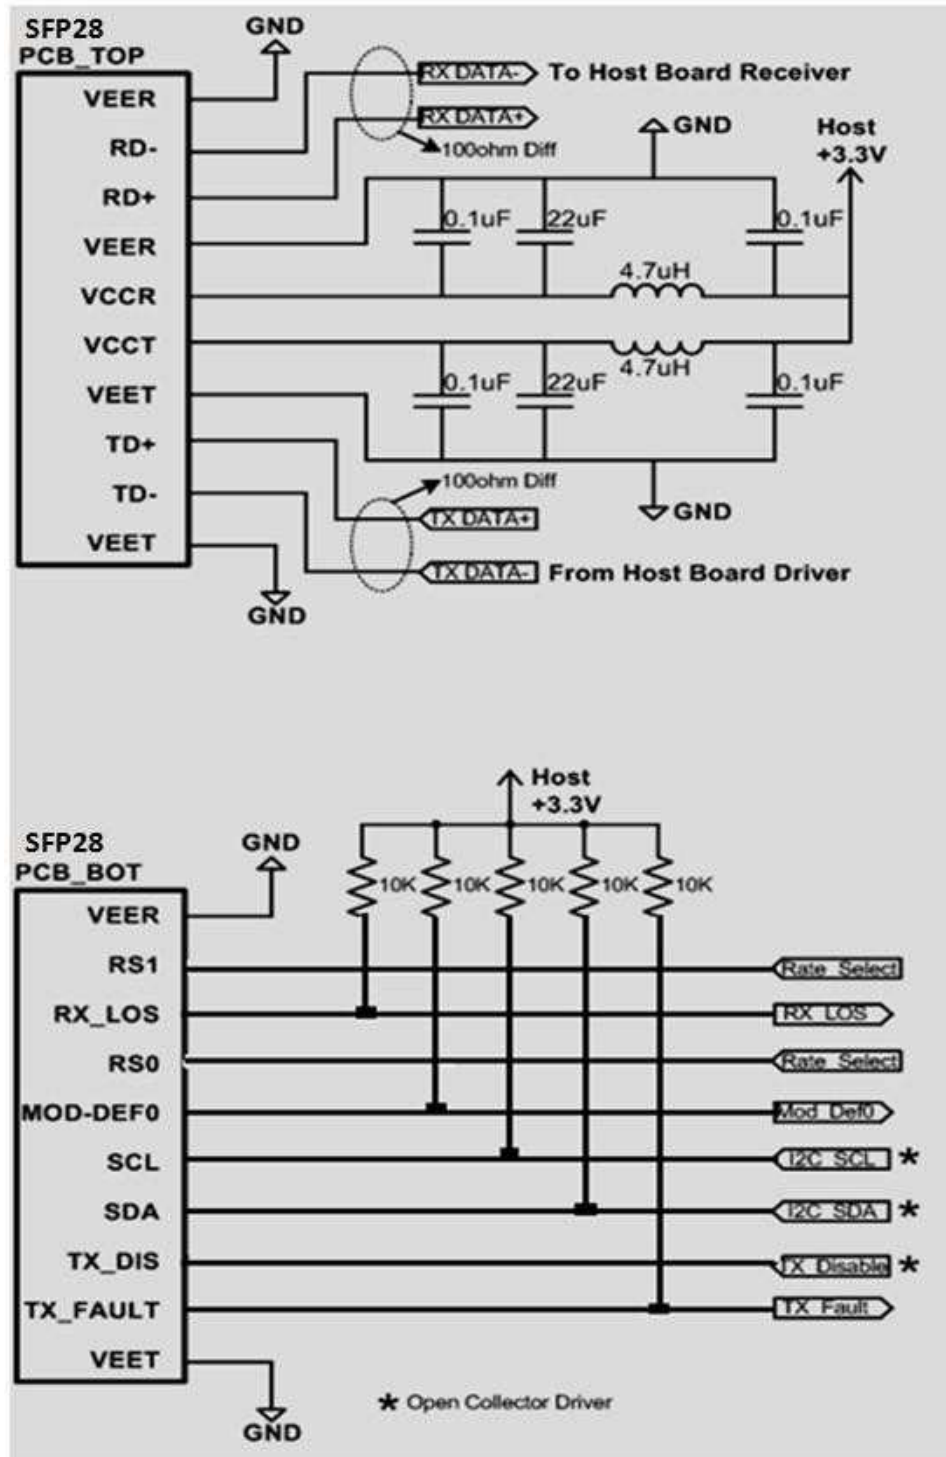 SFP28
PCB_TOP
GND
VEER
RX DATA-
To Host Board Receiver
RD-
RX DATA+
100ohm Diff
GND
Host
+3.3V
RD+
VEER
0.1uF
22uF
0.1uF
4.7uH
VCCR
VCCT
4.7uH
VEET
0.1uF
22uF
0.1uF
TD+
100ohm Diff
TD-
TX DATA+
GND
VEET
TX DATA-
From Host Board Driver
GND
Host
+3.3V
SFP28
PCB_BOT
GND
10K
10K
10K
10K
10K
VEER
RS1
Rate Select
RX_LOS
RX LOS
RS0
Rate Select
MOD-DEF0
Mod Def0
SCL
I2C SCL *
SDA
I2C SDA *
TX_DIS
TX Disable *
TX_FAULT
TX Fault
VEET
* Open Collector Driver
GND